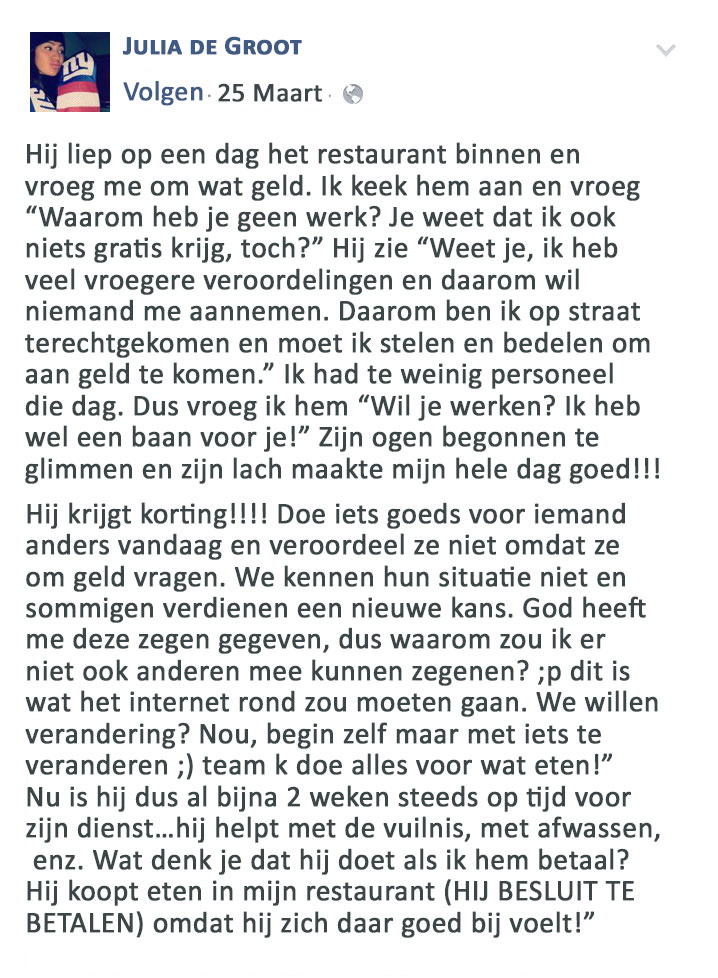 Julia de Groot
Volgen · 25 Maart ·
Hij liep op een dag het restaurant binnen en
vroeg me om wat geld. Ik keek hem aan en vroeg
“Waarom heb je geen werk? Je weet dat ik ook
niets gratis krijg, toch?” Hij zie “Weet je, ik heb
veel vroegere veroordelingen en daarom wil
niemand me aannemen. Daarom ben ik op straat
terechtgekomen en moet ik stelen en bedelen om
aan geld te komen.” Ik had te weinig personeel
die dag. Dus vroeg ik hem “Wil je werken? Ik heb
wel een baan voor je!” Zijn ogen begonnen te
glimmen en zijn lach maakte mijn hele dag goed!!!
Hij krijgt korting!!!! Doe iets goeds voor iemand
anders vandaag en veroordeel ze niet omdat ze
om geld vragen. We kennen hun situatie niet en
sommigen verdienen een nieuwe kans. God heeft
me deze zegen gegeven, dus waarom zou ik er
niet ook anderen mee kunnen zegenen? ;p dit is
wat het internet rond zou moeten gaan. We willen
verandering? Nou, begin zelf maar met iets te
veranderen ;) team k doe alles voor wat eten!”
Nu is hij dus al bijna 2 weken steeds op tijd voor
zijn dienst…hij helpt met de vuilnis, met afwassen,
enz. Wat denk je dat hij doet als ik hem betaal?
Hij koopt eten in mijn restaurant (HIJ BESLUIT TE
BETALEN) omdat hij zich daar goed bij voelt!”
ny